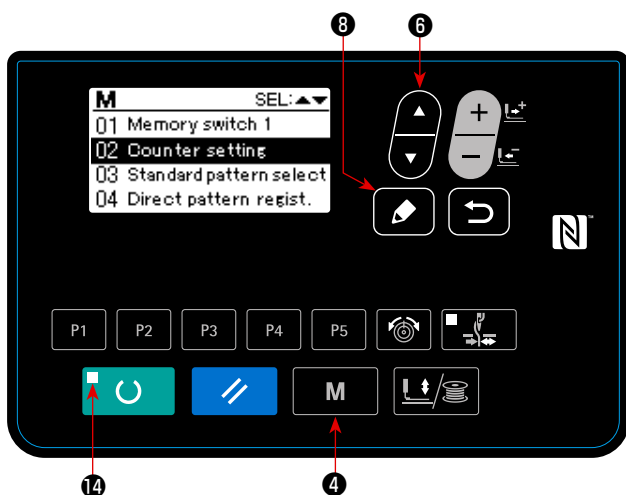 ❽ ❻
M SEL:▲▼
01 Memory switch 1
02 Counter setting
03 Standard pattern select
04 Direct pattern regist.
P1 P2 P3 P4 P5
M
⓮ ❹